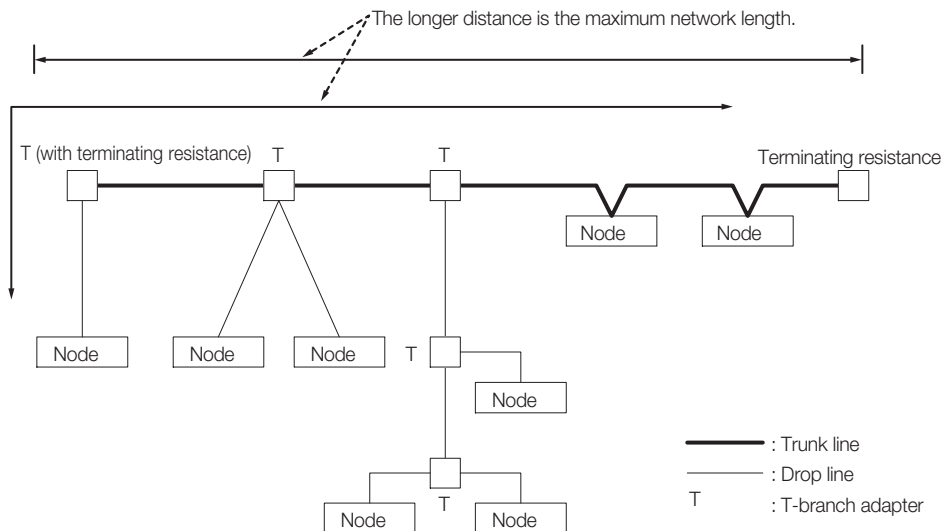 The longer distance is the maximum network length.
T (with terminating resistance)
T
T
Terminating resistance
Node
Node
Node
Node
Node
T
Node
T
Node
Node
: Trunk line
: Drop line
T : T-branch adapter